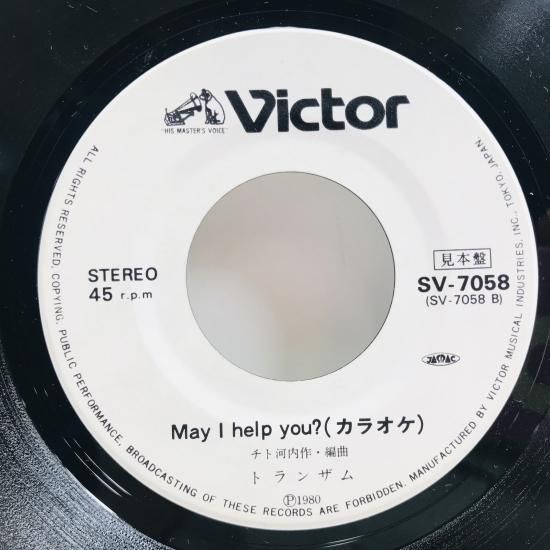 Victor
"HIS MASTER'S VOICE"
STEREO
45 r.p.m
見本盤
SV-7058
(SV-7058 B)
JASRAC
May I help you?(カラオケ)
チト河内作・編曲
トランザム
Ⓟ1980
ALL RIGHTS RESERVED, COPYING, PUBLIC PERFORMANCE, BROADCASTING OF THESE RECORDS ARE FORBIDDEN. MANUFACTURED BY VICTOR MUSICAL INDUSTRIES, INC., TOKYO, JAPAN.